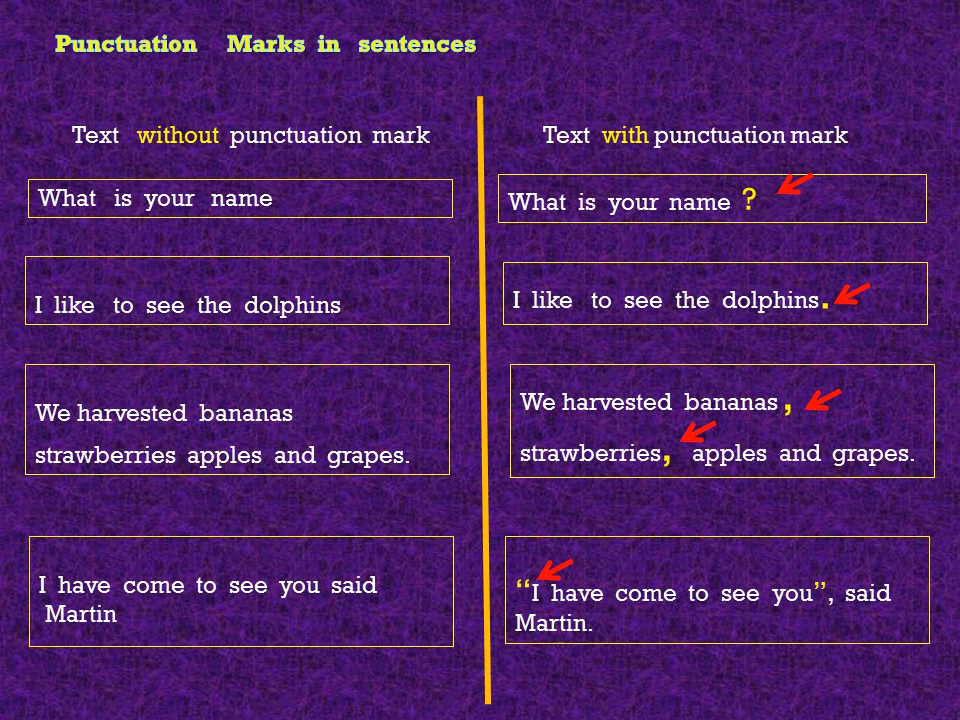 Punctuation Marks in sentences
Text without punctuation mark
Text with punctuation mark
What is your name
What is your name ?
I like to see the dolphins
I like to see the dolphins.
We harvested bananas
strawberries apples and grapes.
We harvested bananas ,
strawberries, apples and grapes.
I have come to see you said
Martin
“I have come to see you”, said
Martin.